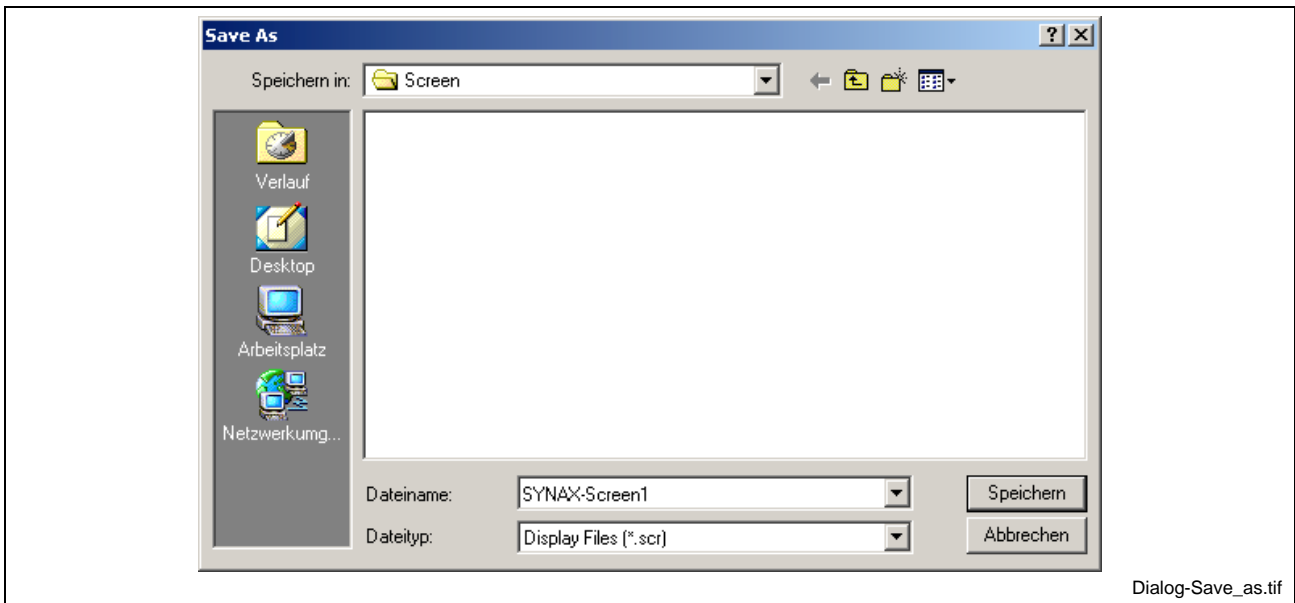 Save As
Speichern in: Screen
Verlauf
Desktop
Arbeitsplatz
Netzwerkumg...
Dateiname: SYNAX-Screen1 Speichern
Dateityp: Display Files (*.scr) Abbrechen
Dialog-Save_as.tif